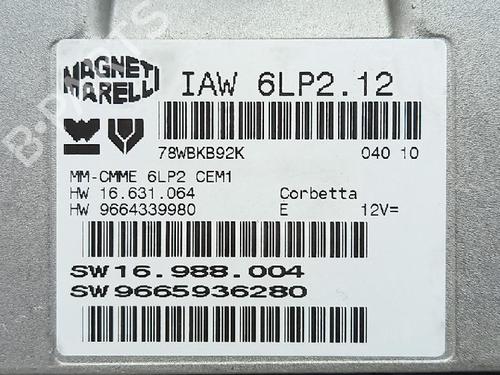 MAGNETI
MARELLI
IAW 6LP2.12
78WBKB92K 040 10
MM-CMME 6LP2 CEM1
HW 16.631.064 Corbetta
HW 9664339980 E 12V=
SW16.988.004
SW9665936280
B-PARTS